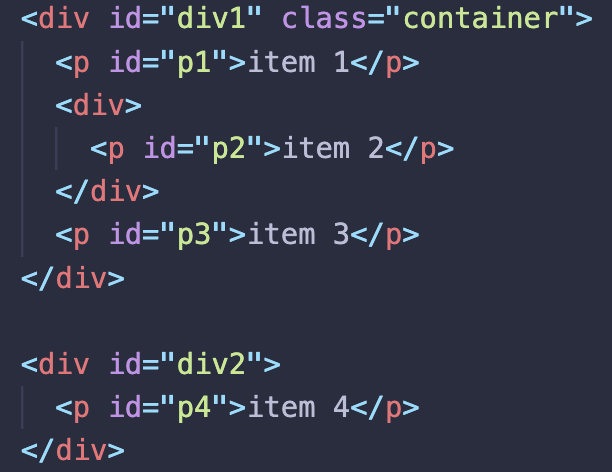 <div id="div1" class="container">
  <p id="p1">item 1</p>
  <div>
    <p id="p2">item 2</p>
  </div>
  <p id="p3">item 3</p>
</div>

<div id="div2">
  <p id="p4">item 4</p>
</div>